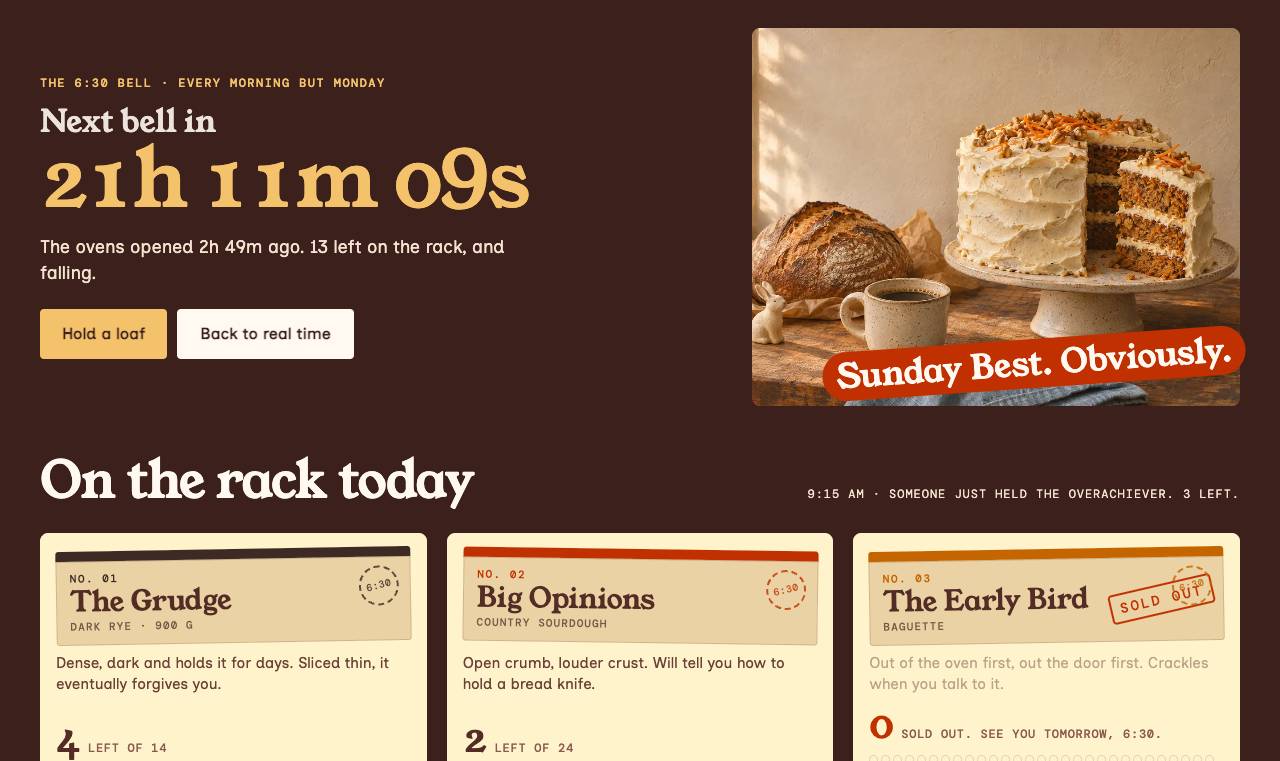 THE 6:30 BELL · EVERY MORNING BUT MONDAY
Next bell in
21h 11m 09s
The ovens opened 2h 49m ago. 13 left on the rack, and
falling.
Hold a loaf
Back to real time
Sunday Best. Obviously.
On the rack today
9:15 AM · SOMEONE JUST HELD THE OVERACHIEVER. 3 LEFT.
NO. 01
The Grudge
DARK RYE · 900 G
6:30
Dense, dark and holds it for days. Sliced thin, it
eventually forgives you.
4 LEFT OF 14
NO. 02
Big Opinions
COUNTRY SOURDOUGH
6:30
Open crumb, louder crust. Will tell you how to
hold a bread knife.
2 LEFT OF 24
NO. 03
The Early Bird
BAGUETTE
6:30
SOLD OUT
Out of the oven first, out the door first. Crackles
when you talk to it.
0 SOLD OUT. SEE YOU TOMORROW, 6:30.